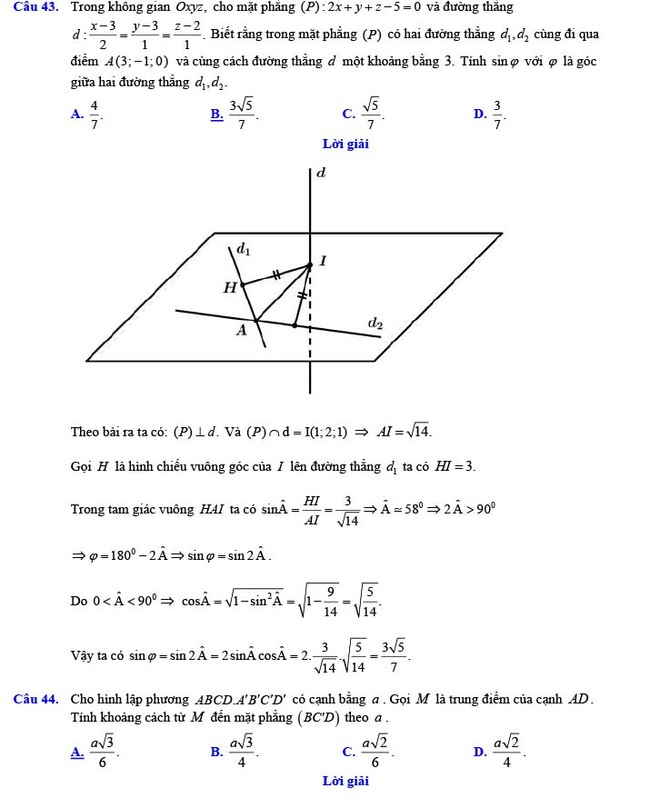 Câu 43. Trong không gian Oxyz, cho mặt phẳng (P): 2x + y + z − 5 = 0 và đường thẳng
d: (x−3)/2 = (y−3)/1 = (z−2)/1. Biết rằng trong mặt phẳng (P) có hai đường thẳng d₁, d₂ cùng đi qua
điểm A(3;−1;0) và cùng cách đường thẳng d một khoảng bằng 3. Tính sin φ với φ là góc
giữa hai đường thẳng d₁, d₂.
A. 4/7. B. 3√5/7. C. √5/7. D. 3/7.
Lời giải
d
d₁
I
H
A
d₂
Theo bài ra ta có: (P) ⊥ d. Và (P) ∩ d = I(1;2;1) ⇒ AI = √14.
Gọi H là hình chiếu vuông góc của I lên đường thẳng d₁ ta có HI = 3.
Trong tam giác vuông HAI ta có sinÂ = HI/AI = 3/√14 ⇒ Â ≃ 58⁰ ⇒ 2Â > 90⁰
⇒ φ = 180⁰ − 2Â ⇒ sin φ = sin 2Â.
Do 0 < Â < 90⁰ ⇒ cosÂ = √(1 − sin²Â) = √(1 − 9/14) = √(5/14).
Vậy ta có sin φ = sin 2Â = 2sinÂ cosÂ = 2. 3/√14 . √(5/14) = 3√5/7.
Câu 44. Cho hình lập phương ABCD.A'B'C'D' có cạnh bằng a. Gọi M là trung điểm của cạnh AD.
Tính khoảng cách từ M đến mặt phẳng (BC'D) theo a.
A. a√3/6. B. a√3/4. C. a√2/6. D. a√2/4.
Lời giải